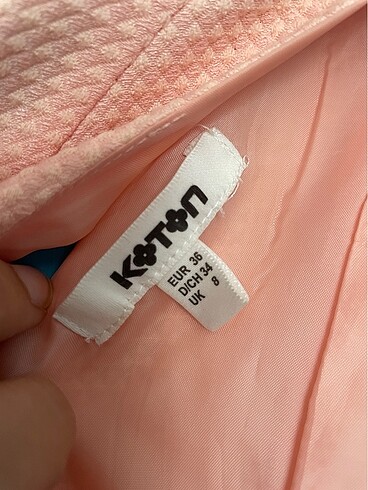 KOTON
EUR 36
D/CH 34
UK 8